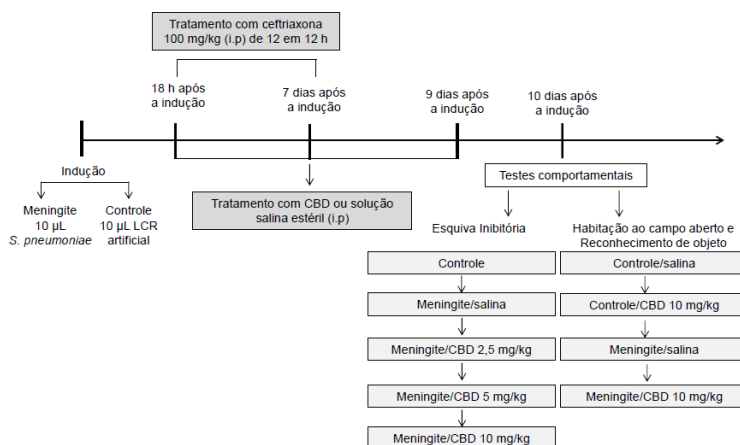 Tratamento com ceftriaxona
100 mg/kg (i.p) de 12 em 12 h
18 h após
a indução
7 dias após
a indução
9 dias após
a indução
10 dias após
a indução
Indução
Meningite
10 µL
S. pneumoniae
Controle
10 µL LCR
artificial
Tratamento com CBD ou solução
salina estéril (i.p)
Testes comportamentais
Esquiva Inibitória
Habitação ao campo aberto e
Reconhecimento de objeto
Controle
Meningite/salina
Meningite/CBD 2,5 mg/kg
Meningite/CBD 5 mg/kg
Meningite/CBD 10 mg/kg
Controle/salina
Controle/CBD 10 mg/kg
Meningite/salina
Meningite/CBD 10 mg/kg